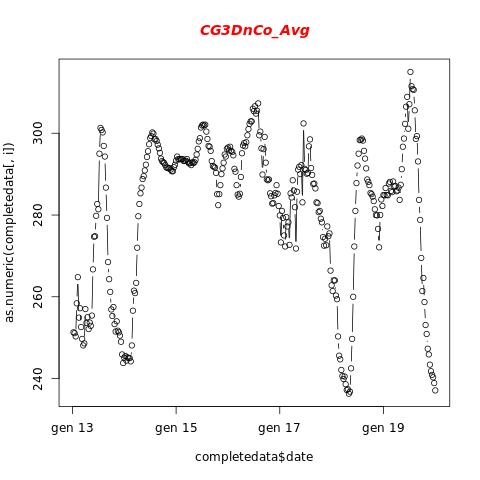 CG3DnCo_Avg
as.numeric(completedata[, i])
300
280
260
240
gen 13
gen 15
gen 17
gen 19
completedata$date